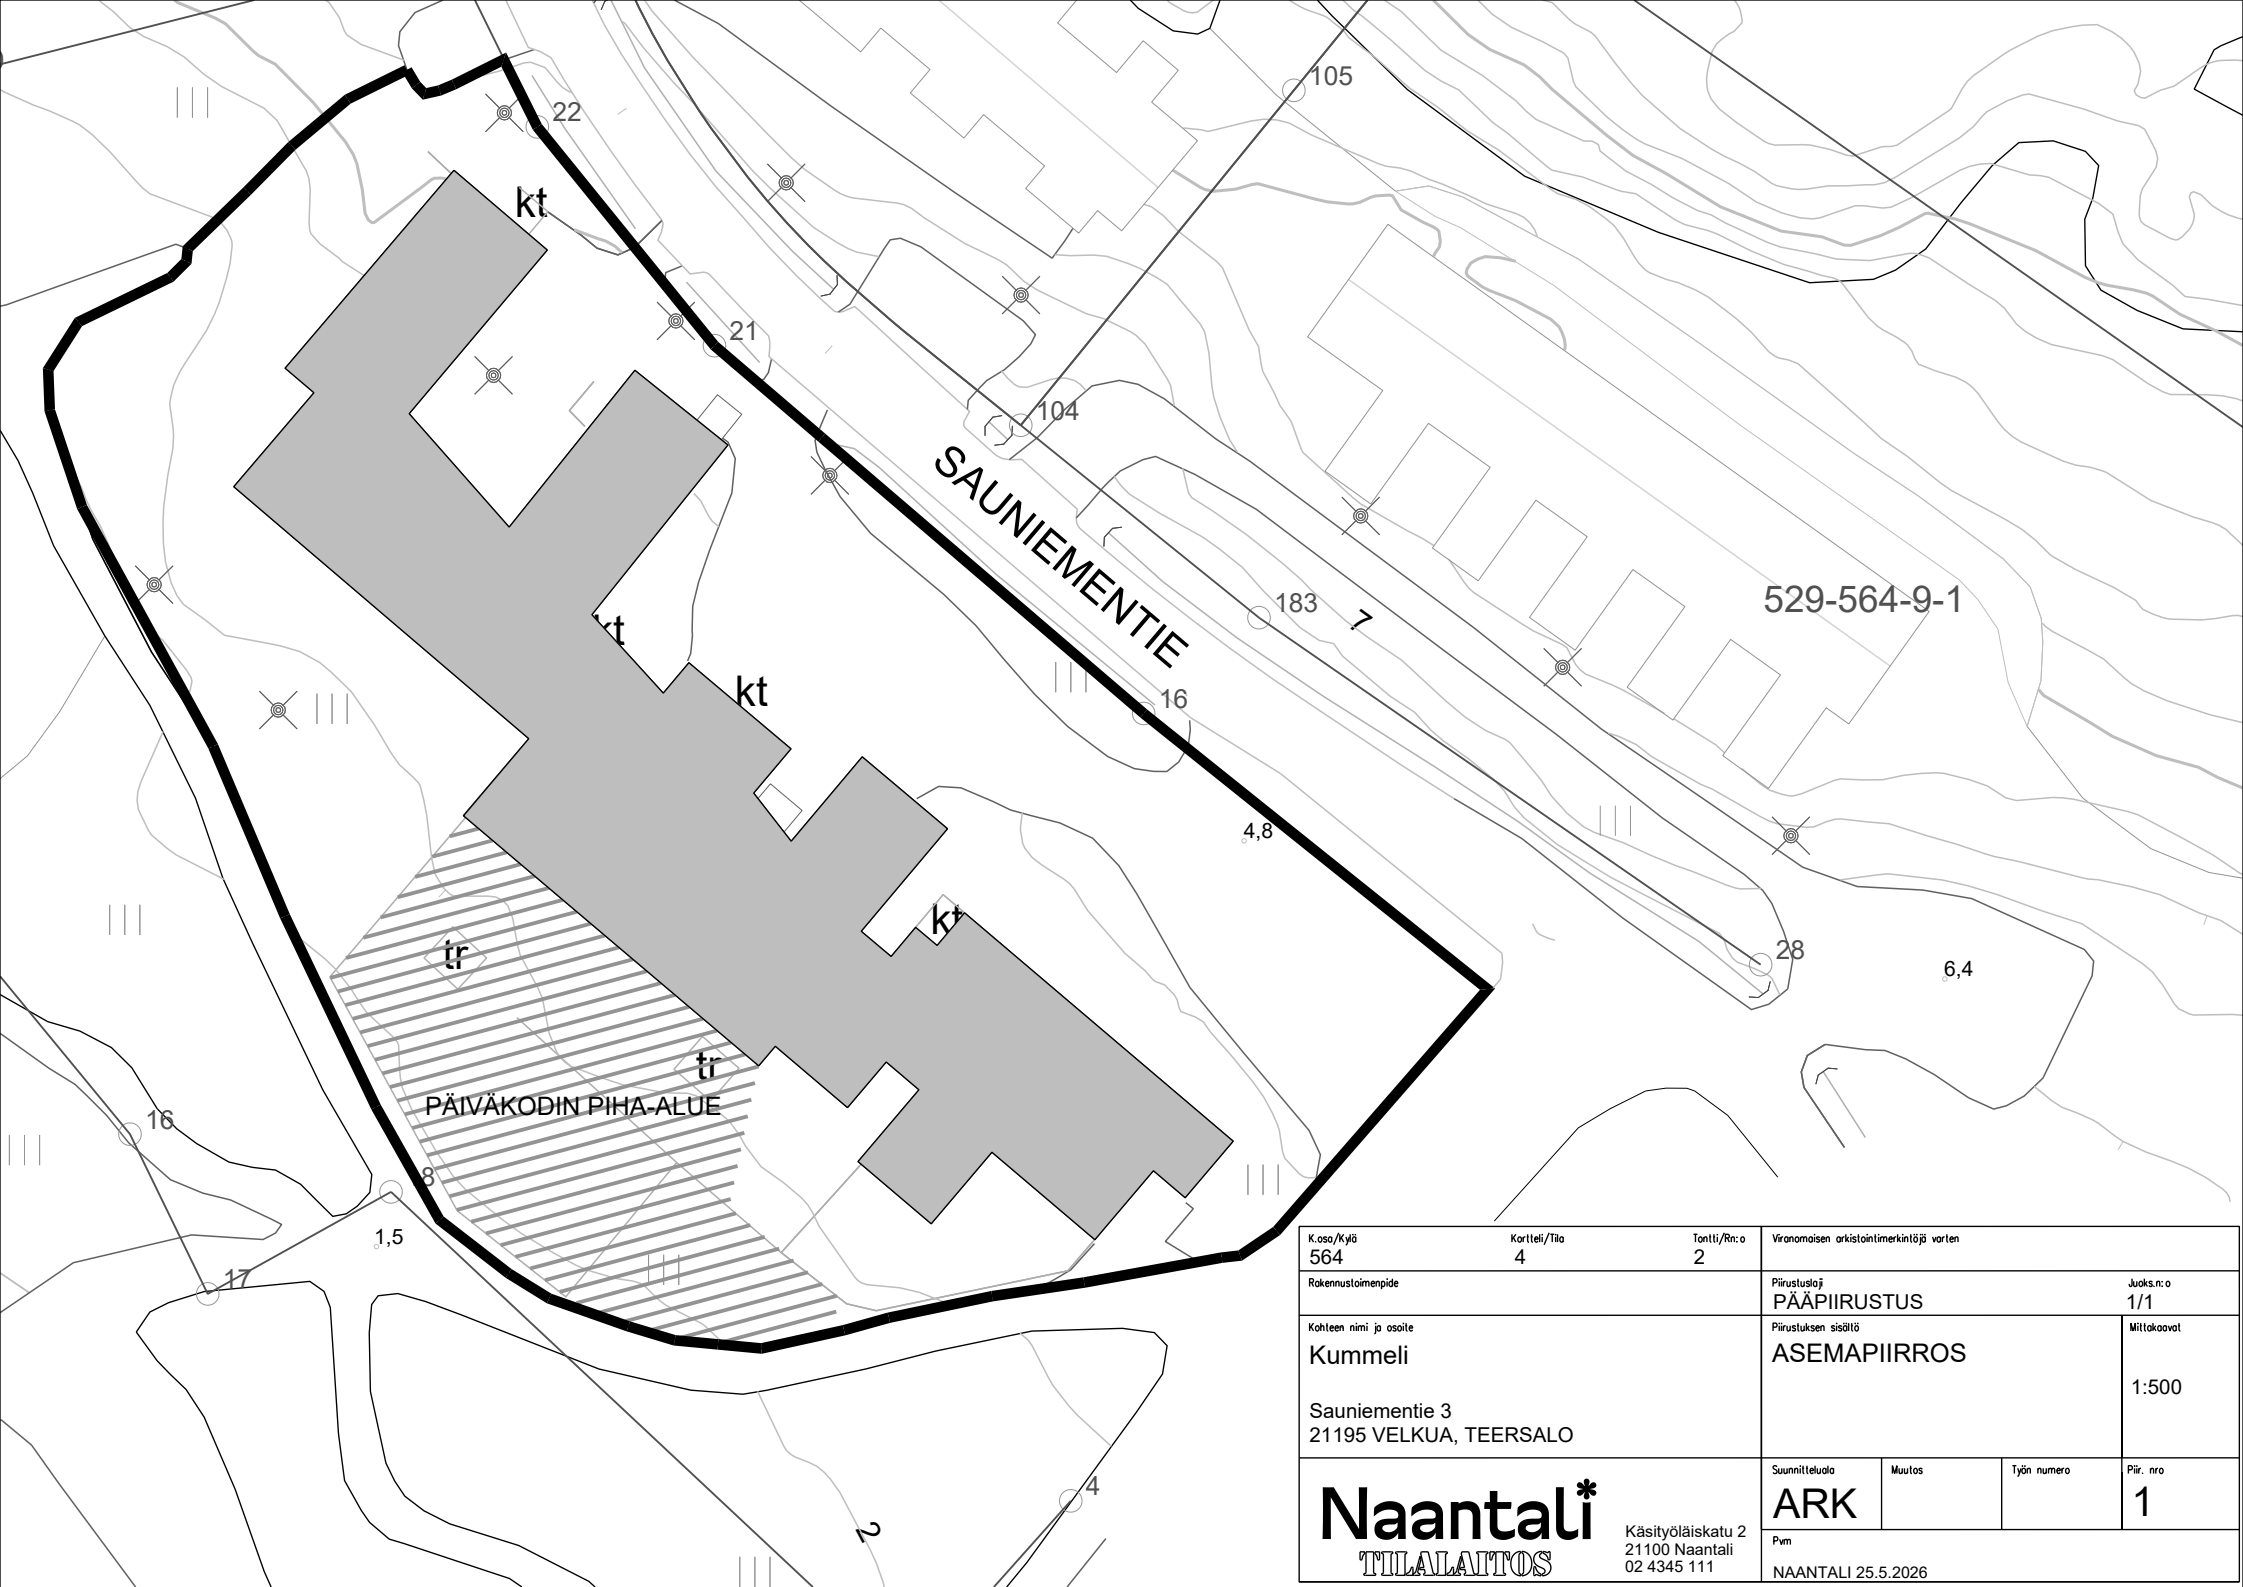 105
22
kt
21
104
SAUNIEMENTIE
529-564-9-1
183
7
kt
kt
16
4,8
kt
28
6,4
tr
tr
PÄIVÄKODIN PIHA-ALUE
16
8
1,5
17
4
2
K.osa/Kylä
564
Kortteli/Tila
4
Tontti/Rn:o
2
Viranomaisen arkistointimerkintöjä varten
Rakennustoimenpide
Piirustuslaji
PÄÄPIIRUSTUS
Juoks.n:o
1/1
Kohteen nimi ja osoite
Kummeli
Sauniementie 3
21195 VELKUA, TEERSALO
Piirustuksen sisältö
ASEMAPIIRROS
Mittakaavat
1:500
Naantali
TILALAITOS
Käsityöläiskatu 2
21100 Naantali
02 4345 111
Suunnitteluala
ARK
Muutos
Työn numero
Piir. nro
1
Pvm
NAANTALI 25.5.2026